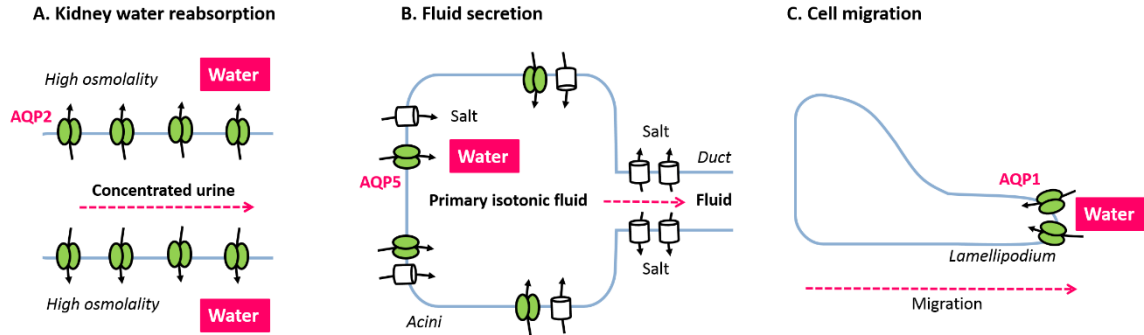 A. Kidney water reabsorption
High osmolality
Water
AQP2
Concentrated urine
High osmolality
Water
B. Fluid secretion
Salt
Water
AQP5
Primary isotonic fluid
Salt
Duct
Fluid
Salt
Acini
C. Cell migration
AQP1
Water
Lamellipodium
Migration